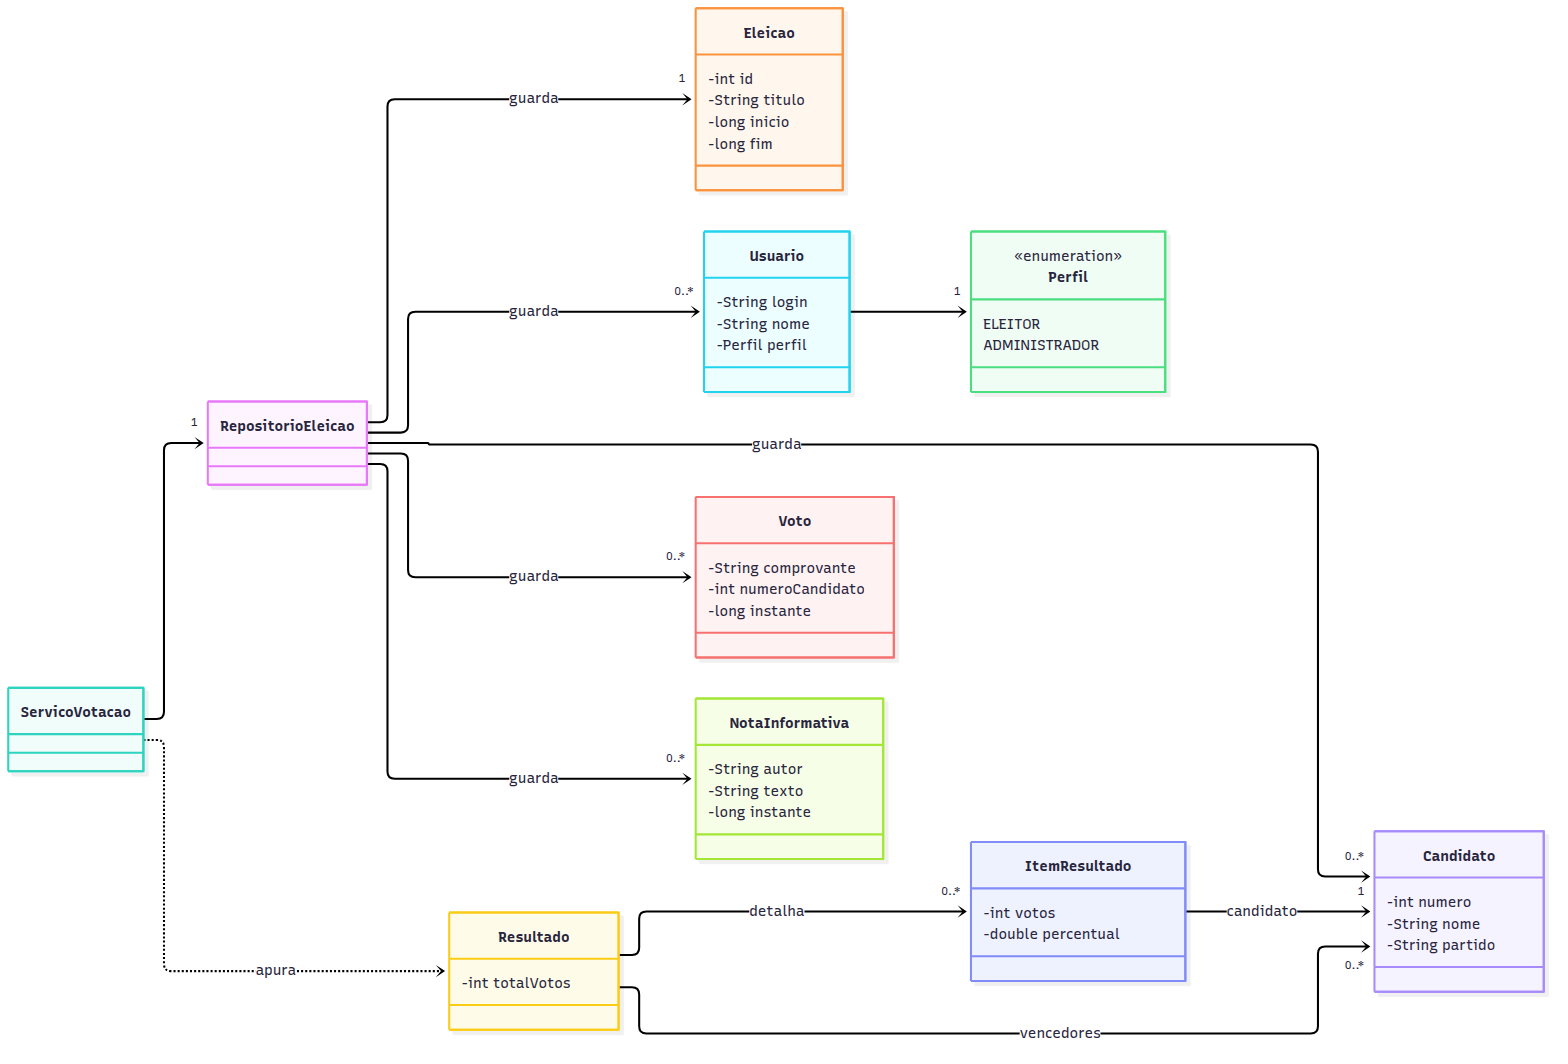 Eleicao
-int id
-String titulo
-long inicio
-long fim
1
guarda
Usuario
-String login
-String nome
-Perfil perfil
0..*
guarda
«enumeration»
Perfil
ELEITOR
ADMINISTRADOR
1
RepositorioEleicao
1
guarda
Voto
-String comprovante
-int numeroCandidato
-long instante
0..*
guarda
ServicoVotacao
NotaInformativa
-String autor
-String texto
-long instante
0..*
guarda
ItemResultado
-int votos
-double percentual
0..*
detalha
Candidato
-int numero
-String nome
-String partido
0..*
1
candidato
0..*
Resultado
-int totalVotos
apura
vencedores